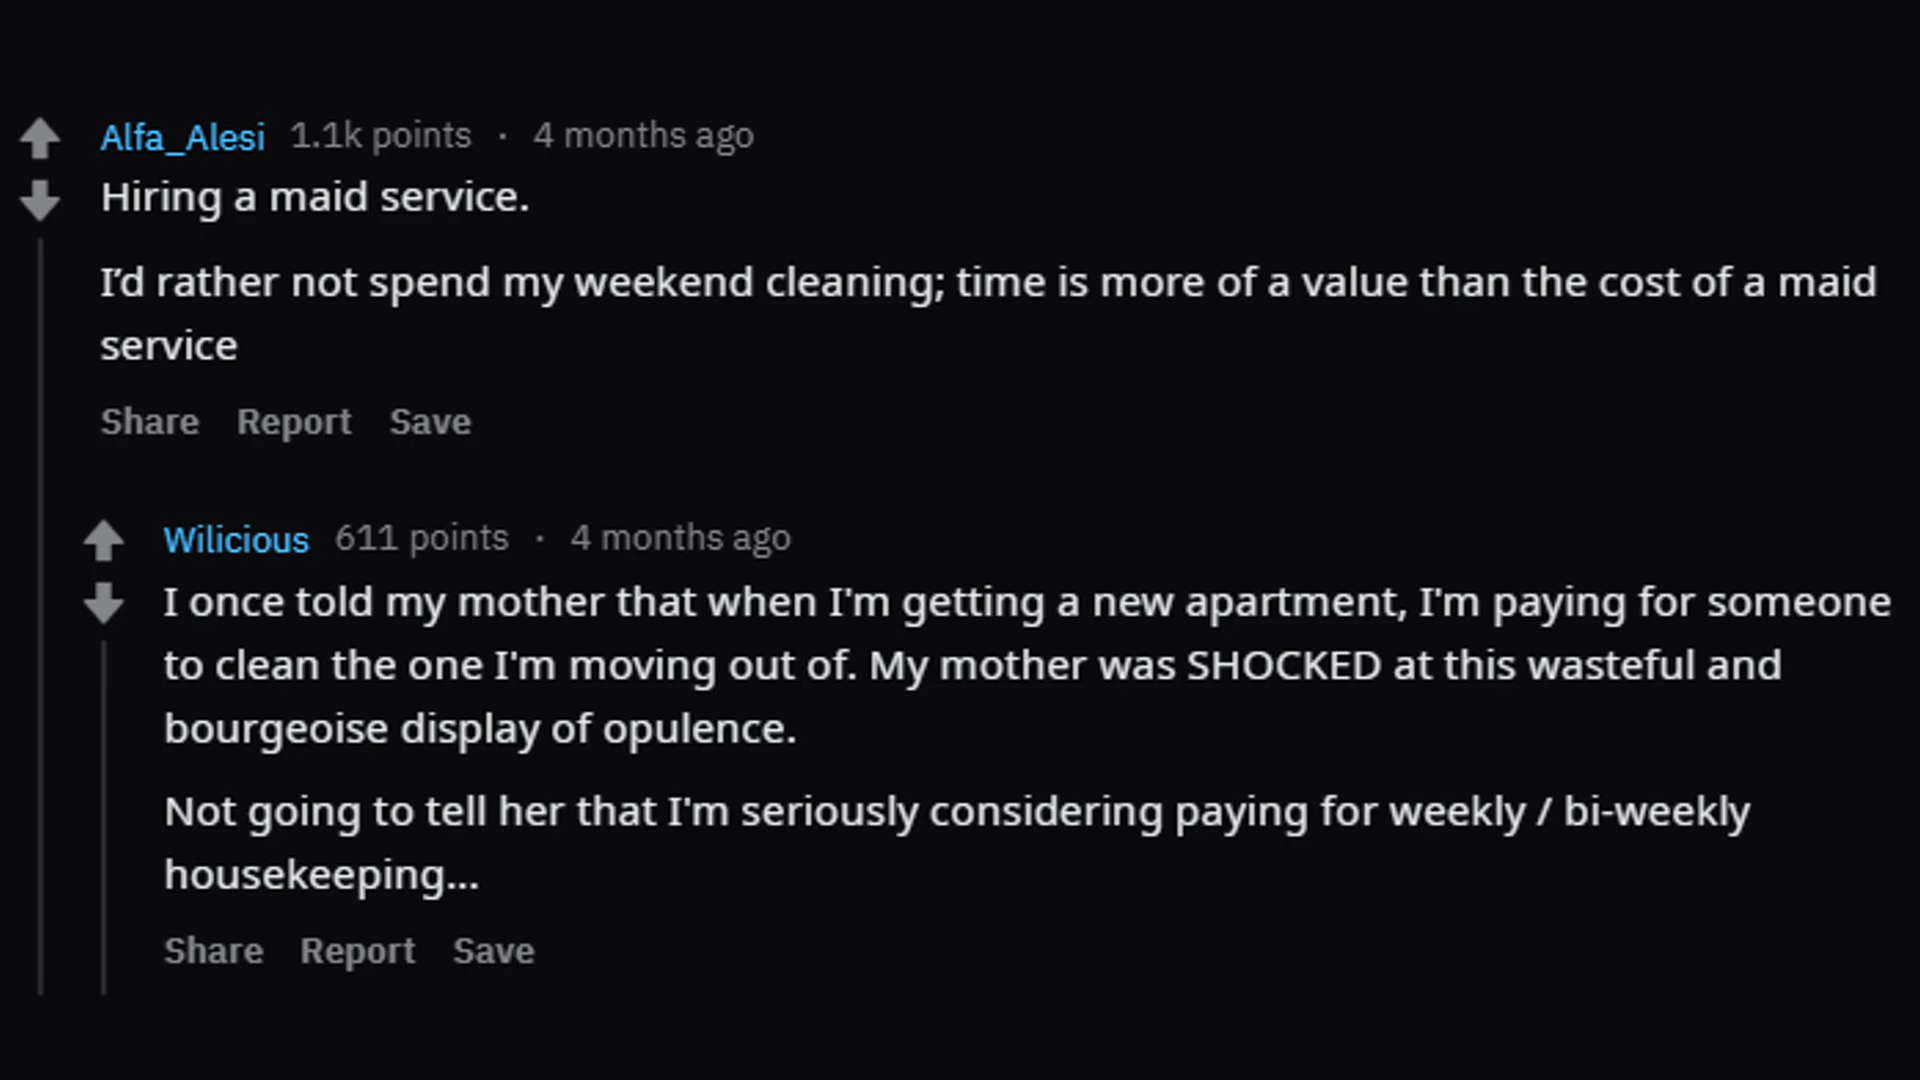 Alfa_Alesi 1.1k points · 4 months ago
Hiring a maid service.
I’d rather not spend my weekend cleaning; time is more of a value than the cost of a maid
service
Share Report Save
Wilicious 611 points · 4 months ago
I once told my mother that when I'm getting a new apartment, I'm paying for someone
to clean the one I'm moving out of. My mother was SHOCKED at this wasteful and
bourgeoise display of opulence.
Not going to tell her that I'm seriously considering paying for weekly / bi-weekly
housekeeping...
Share Report Save